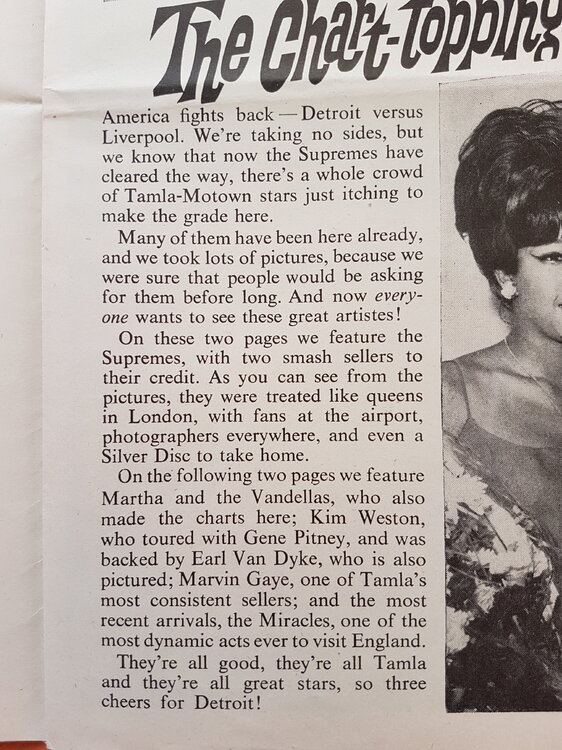 The Chart-Topping
America fights back — Detroit versus
Liverpool. We're taking no sides, but
we know that now the Supremes have
cleared the way, there's a whole crowd
of Tamla-Motown stars just itching to
make the grade here.
Many of them have been here already,
and we took lots of pictures, because we
were sure that people would be asking
for them before long. And now every-
one wants to see these great artistes!
On these two pages we feature the
Supremes, with two smash sellers to
their credit. As you can see from the
pictures, they were treated like queens
in London, with fans at the airport,
photographers everywhere, and even a
Silver Disc to take home.
On the following two pages we feature
Martha and the Vandellas, who also
made the charts here; Kim Weston,
who toured with Gene Pitney, and was
backed by Earl Van Dyke, who is also
pictured; Marvin Gaye, one of Tamla's
most consistent sellers; and the most
recent arrivals, the Miracles, one of the
most dynamic acts ever to visit England.
They're all good, they're all Tamla
and they're all great stars, so three
cheers for Detroit!